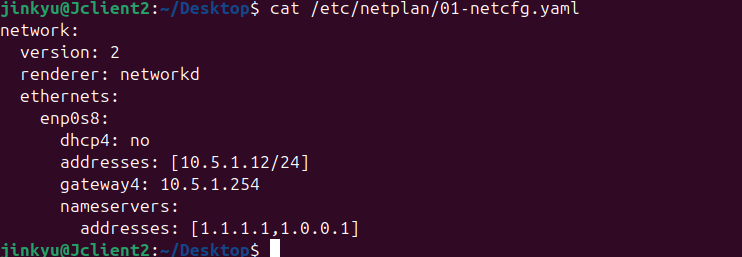 jinkyu@Jclient2:~/Desktop$ cat /etc/netplan/01-netcfg.yaml
network:
  version: 2
  renderer: networkd
  ethernets:
    enp0s8:
      dhcp4: no
      addresses: [10.5.1.12/24]
      gateway4: 10.5.1.254
      nameservers:
        addresses: [1.1.1.1,1.0.0.1]
jinkyu@Jclient2:~/Desktop$